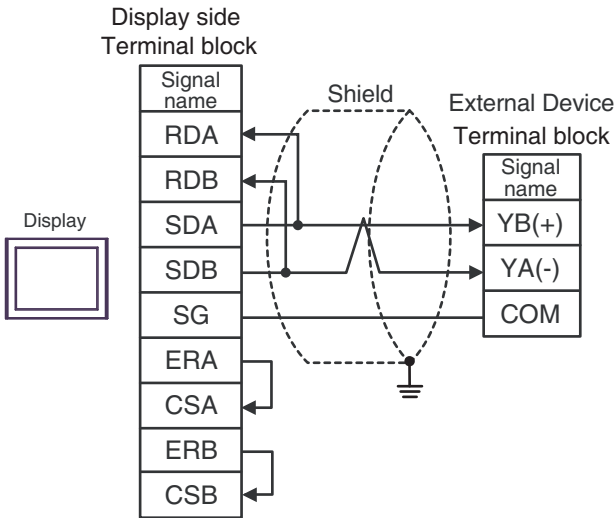 Display side
Terminal block
Signal
name
RDA
RDB
SDA
SDB
SG
ERA
CSA
ERB
CSB
Display
Shield
External Device
Terminal block
Signal
name
YB(+)
YA(-)
COM